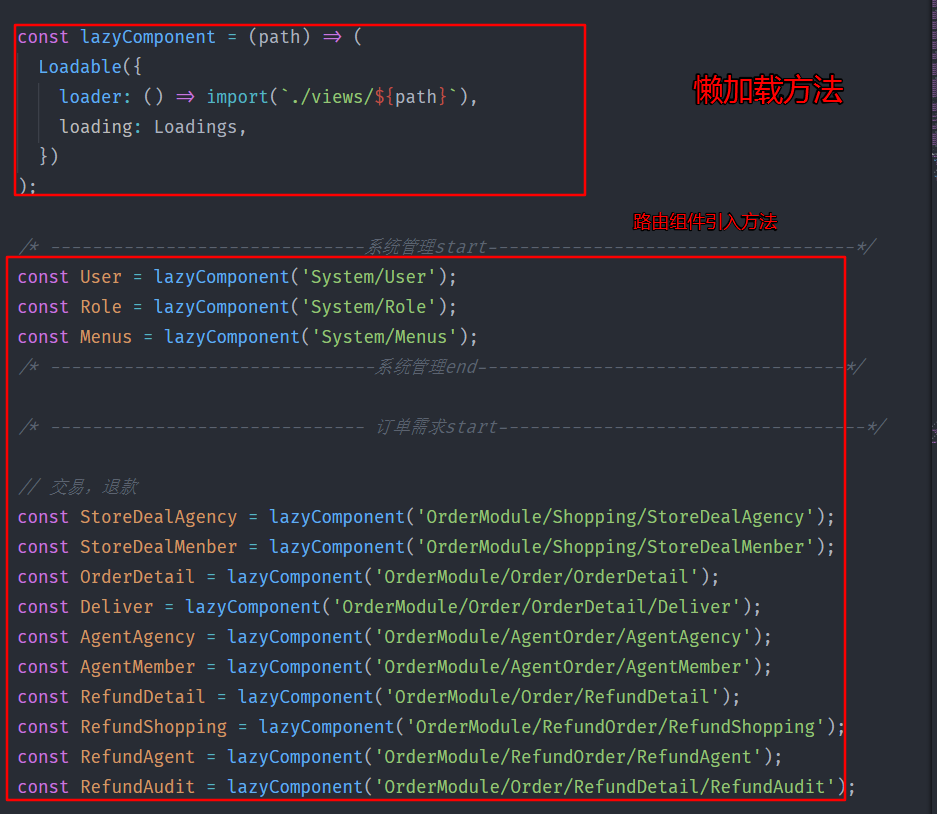 const lazyComponent = (path) => (
Loadable({
loader: () => import(`./views/${path}`),
loading: Loadings,
})
);
懒加载方法
路由组件引入方法
/* ------------------------------系统管理start-----------------------------------*/
const User = lazyComponent('System/User');
const Role = lazyComponent('System/Role');
const Menus = lazyComponent('System/Menus');
/* -------------------------------系统管理end-----------------------------------*/
/* ------------------------------ 订单需求start-----------------------------------*/
// 交易，退款
const StoreDealAgency = lazyComponent('OrderModule/Shopping/StoreDealAgency');
const StoreDealMenber = lazyComponent('OrderModule/Shopping/StoreDealMenber');
const OrderDetail = lazyComponent('OrderModule/Order/OrderDetail');
const Deliver = lazyComponent('OrderModule/Order/OrderDetail/Deliver');
const AgentAgency = lazyComponent('OrderModule/AgentOrder/AgentAgency');
const AgentMember = lazyComponent('OrderModule/AgentOrder/AgentMember');
const RefundDetail = lazyComponent('OrderModule/Order/RefundDetail');
const RefundShopping = lazyComponent('OrderModule/RefundOrder/RefundShopping');
const RefundAgent = lazyComponent('OrderModule/RefundOrder/RefundAgent');
const RefundAudit = lazyComponent('OrderModule/Order/RefundDetail/RefundAudit');